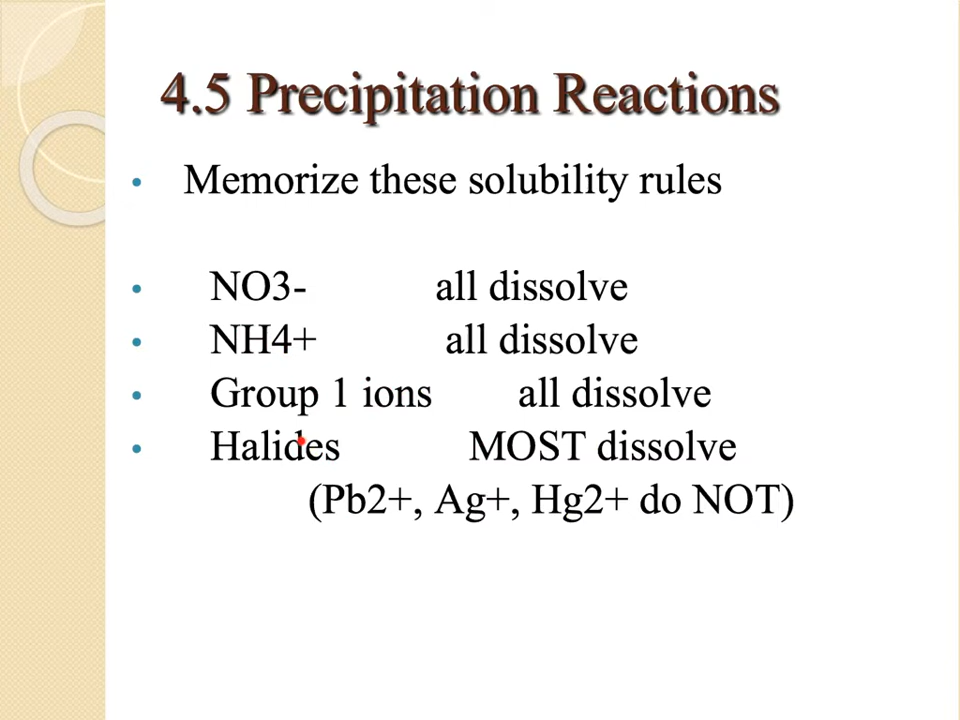 4.5 Precipitation Reactions
• Memorize these solubility rules
• NO3- all dissolve
• NH4+ all dissolve
• Group 1 ions all dissolve
• Halides MOST dissolve
(Pb2+, Ag+, Hg2+ do NOT)